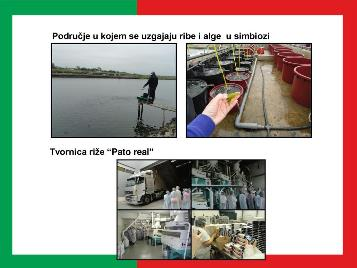 Područje u kojem se uzgajaju ribe i alge u simbiozi
Tvornica riže “Pato real”